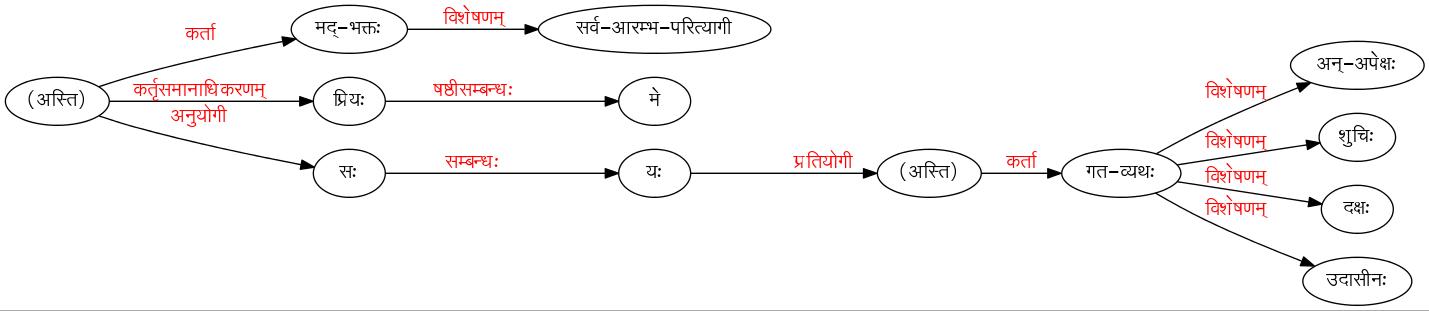 मद्-भक्तः
विशेषणम्
सर्व-आरम्भ-परित्यागी
कर्ता
(अस्ति)
कर्तृसमानाधिकरणम्
प्रियः
षष्ठीसम्बन्धः
मे
अनुयोगी
सः
सम्बन्धः
यः
प्रतियोगी
(अस्ति)
कर्ता
गत-व्यथः
विशेषणम्
अन्-अपेक्षः
विशेषणम्
शुचिः
विशेषणम्
दक्षः
विशेषणम्
उदासीनः